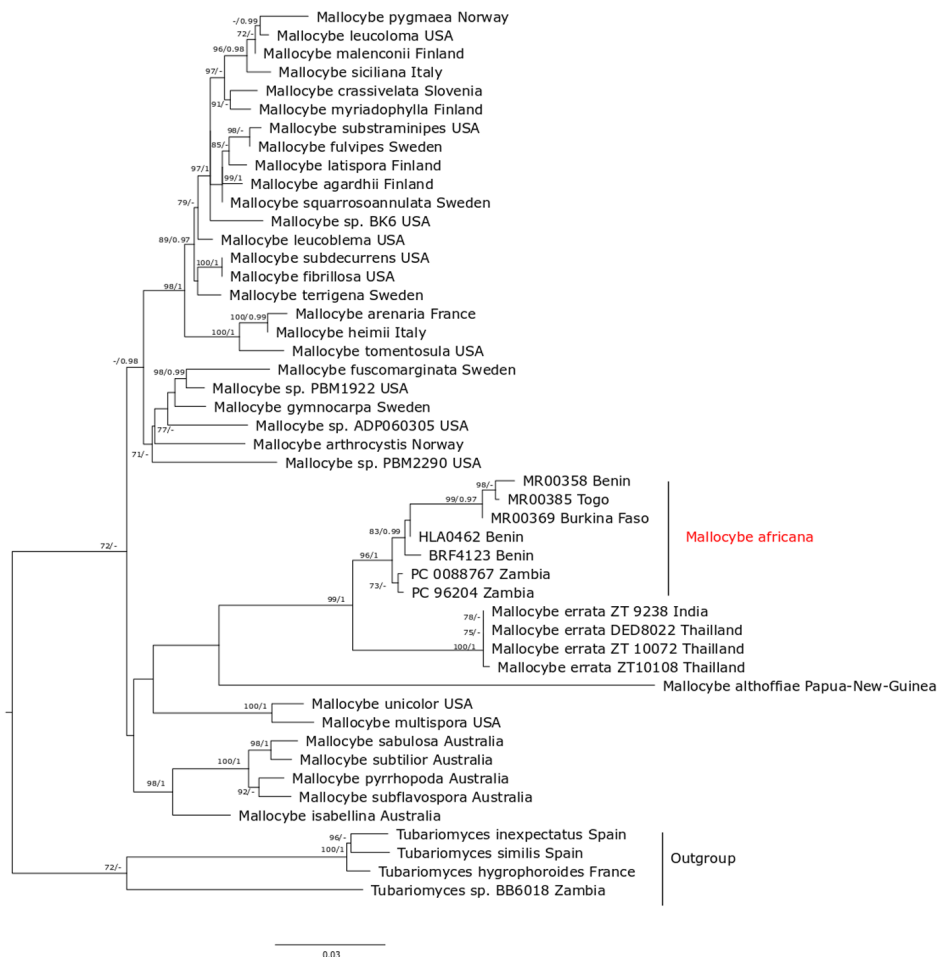 -/0.99
Mallocybe pygmaea Norway
72/-
Mallocybe leucoloma USA
96/0.98
Mallocybe malenconii Finland
97/-
Mallocybe siciliana Italy
Mallocybe crassivelata Slovenia
91/-
Mallocybe myriadophylla Finland
98/-
Mallocybe substraminipes USA
85/-
Mallocybe fulvipes Sweden
Mallocybe latispora Finland
97/1
99/1
Mallocybe agardhii Finland
Mallocybe squarrosoannulata Sweden
79/-
Mallocybe sp. BK6 USA
89/0.97
Mallocybe leucoblema USA
Mallocybe subdecurrens USA
100/1
Mallocybe fibrillosa USA
98/1
Mallocybe terrigena Sweden
100/0.99
Mallocybe arenaria France
100/1
Mallocybe heimii Italy
Mallocybe tomentosula USA
-/0.98
98/0.99
Mallocybe fuscomarginata Sweden
Mallocybe sp. PBM1922 USA
Mallocybe gymnocarpa Sweden
77/-
Mallocybe sp. ADP060305 USA
Mallocybe arthrocystis Norway
71/-
Mallocybe sp. PBM2290 USA
98/-
MR00358 Benin
99/0.97
MR00385 Togo
MR00369 Burkina Faso
83/0.99
HLA0462 Benin
Mallocybe africana
72/-
96/1
BRF4123 Benin
PC 0088767 Zambia
73/-
PC 96204 Zambia
99/1
78/-
Mallocybe errata ZT 9238 India
75/-
Mallocybe errata DED8022 Thailand
100/1
Mallocybe errata ZT 10072 Thailand
Mallocybe errata ZT10108 Thailand
Mallocybe althoffiae Papua-New-Guinea
100/1
Mallocybe unicolor USA
Mallocybe multispora USA
98/1
Mallocybe sabulosa Australia
100/1
Mallocybe subtilior Australia
98/1
Mallocybe pyrrhopoda Australia
92/-
Mallocybe subflavospora Australia
Mallocybe isabellina Australia
96/-
Tubariomyces inexpectatus Spain
100/1
Tubariomyces similis Spain
Outgroup
72/-
Tubariomyces hygrophoroides France
Tubariomyces sp. BB6018 Zambia
0.03